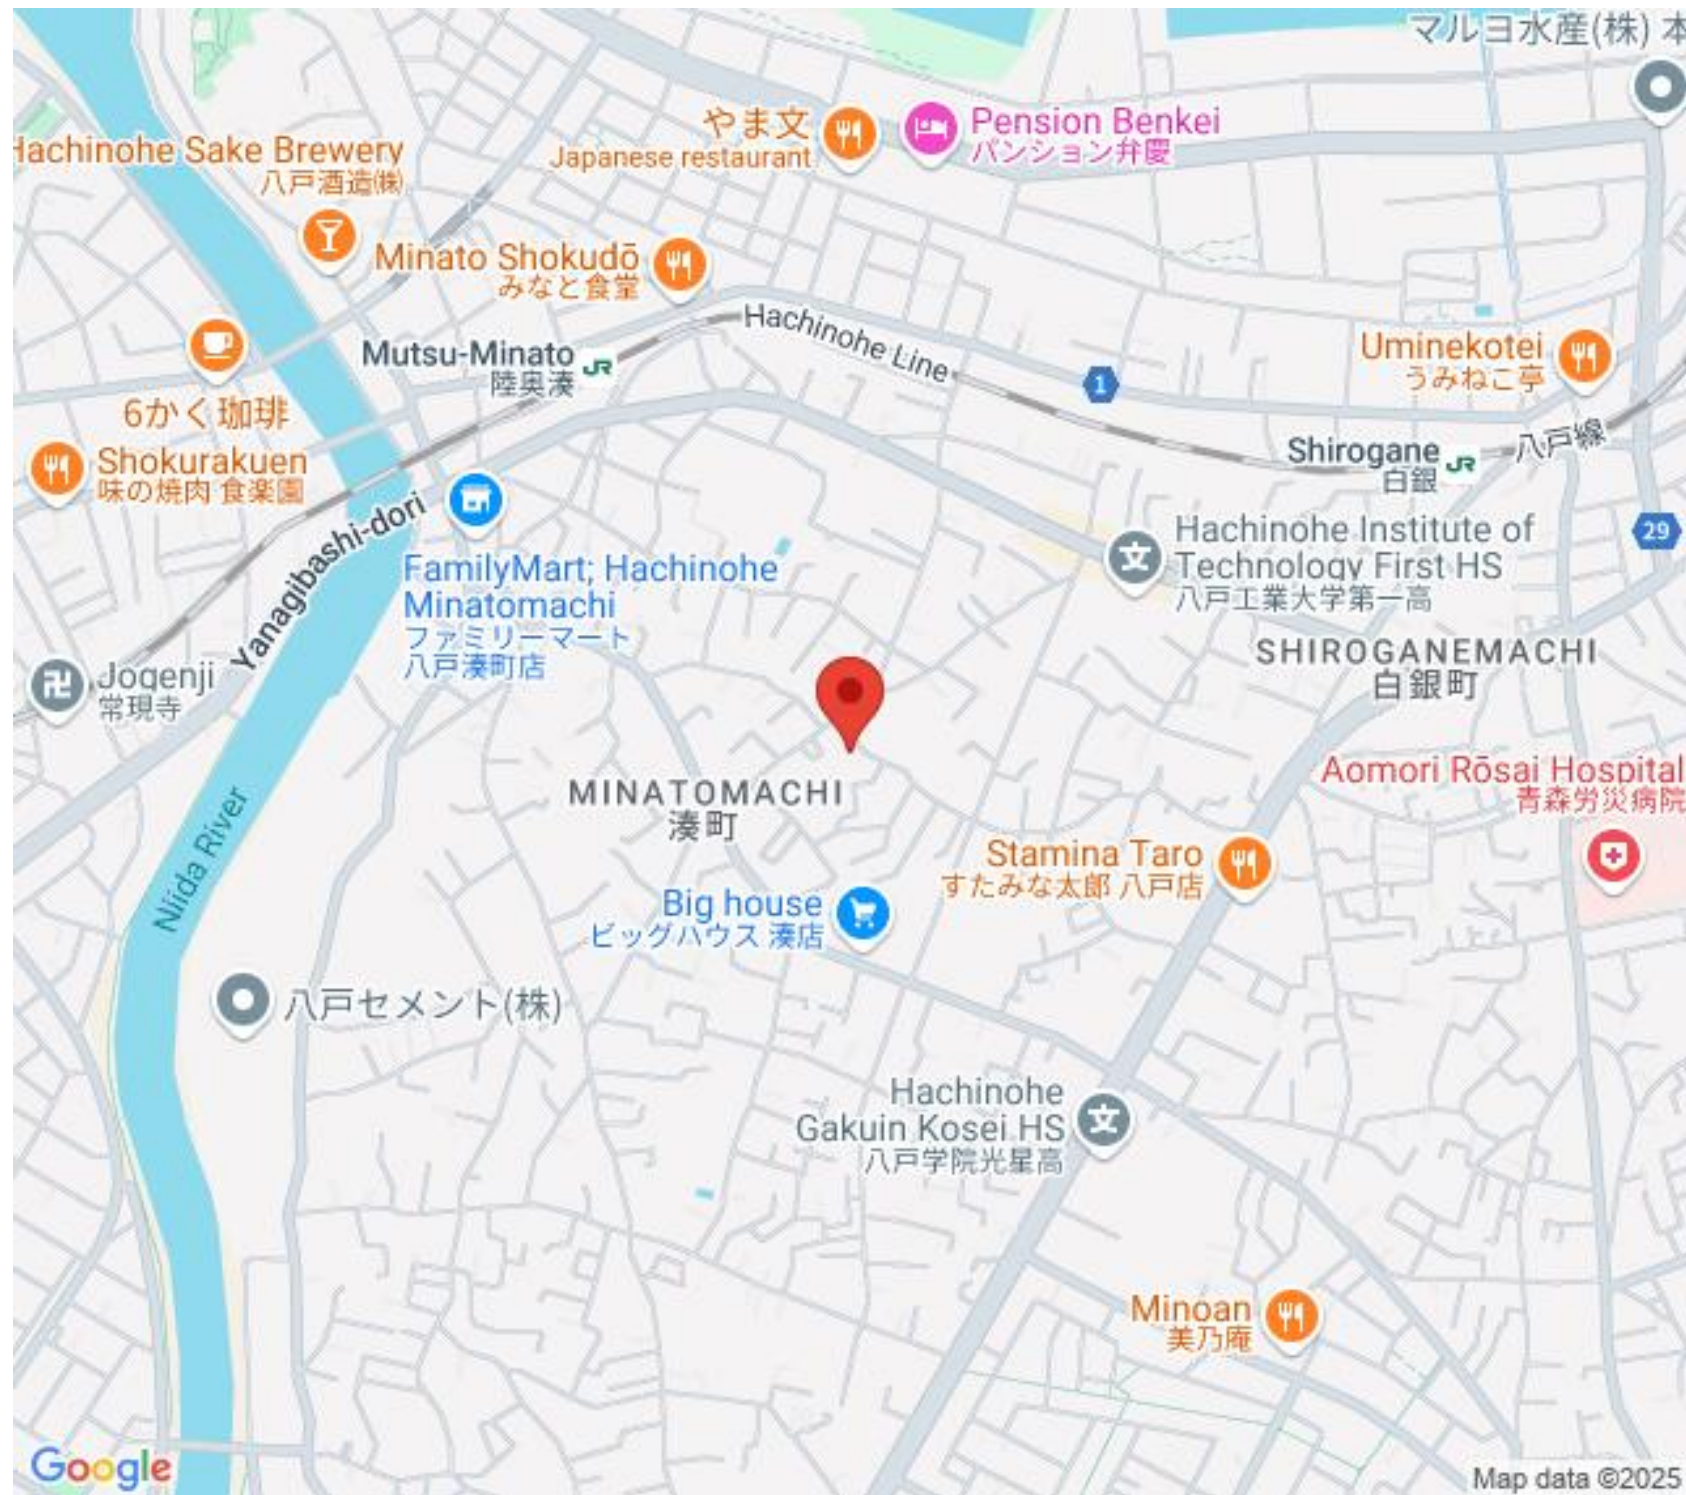 マルヨ水産(株) 本
やま文
Japanese restaurant
Pension Benkei
パンション弁慶
Hachinohe Sake Brewery
八戸酒造㈱
Minato Shokudō
みなと食堂
Hachinohe Line
Mutsu-Minato
陸奥湊
JR
1
Uminekotei
うみねこ亭
6かく珈琲
Shirogane
白銀
JR
八戸線
Shokurakuen
味の焼肉 食楽園
Yanagibashi-dori
29
Hachinohe Institute of
Technology First HS
八戸工業大学第一高
文
FamilyMart; Hachinohe
Minatomachi
ファミリーマート
八戸湊町店
SHIROGANEMACHI
白銀町
卍
Jogenji
常現寺
Aomori Rōsai Hospital
青森労災病院
MINATOMACHI
湊町
Niida River
Stamina Taro
すたみな太郎 八戸店
Big house
ビッグハウス 湊店
八戸セメント(株)
Hachinohe
Gakuin Kosei HS
八戸学院光星高
文
Minoan
美乃庵
Google
Map data ©2025